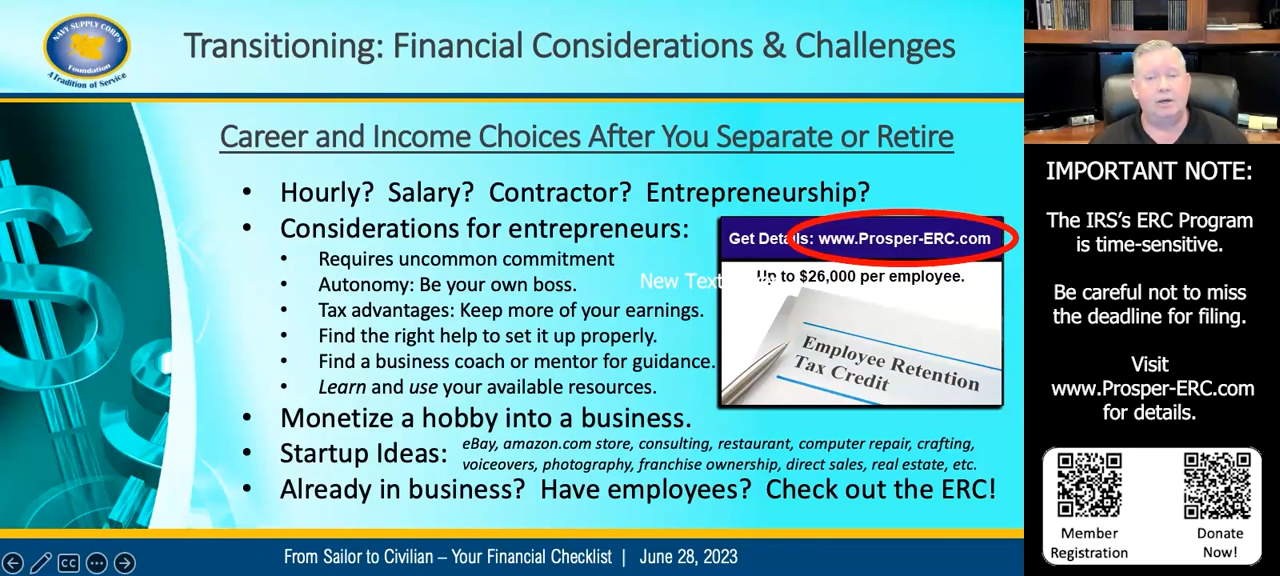 NAVY SUPPLY CORPS
Foundation
A Tradition of Service
Transitioning: Financial Considerations & Challenges
Career and Income Choices After You Separate or Retire
• Hourly? Salary? Contractor? Entrepreneurship?
• Considerations for entrepreneurs:
• Requires uncommon commitment
• Autonomy: Be your own boss.
• Tax advantages: Keep more of your earnings.
• Find the right help to set it up properly.
• Find a business coach or mentor for guidance.
• Learn and use your available resources.
New Text
Get Details: www.Prosper-ERC.com
Up to $26,000 per employee.
Employee Retention
Tax Credit
• Monetize a hobby into a business.
• Startup Ideas: eBay, amazon.com store, consulting, restaurant, computer repair, crafting,
voiceovers, photography, franchise ownership, direct sales, real estate, etc.
• Already in business? Have employees? Check out the ERC!
From Sailor to Civilian – Your Financial Checklist | June 28, 2023
CC
IMPORTANT NOTE:
The IRS's ERC Program
is time-sensitive.
Be careful not to miss
the deadline for filing.
Visit
www.Prosper-ERC.com
for details.
Member
Registration
Donate
Now!